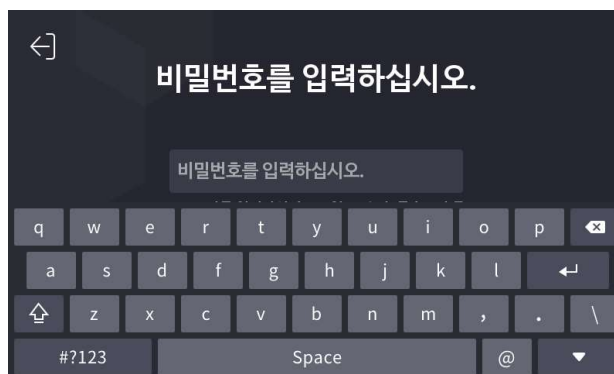 비밀번호를 입력하십시오.
비밀번호를 입력하십시오.
q w e r t y u i o p
a s d f g h j k l
z x c v b n m , . \
#?123 Space @